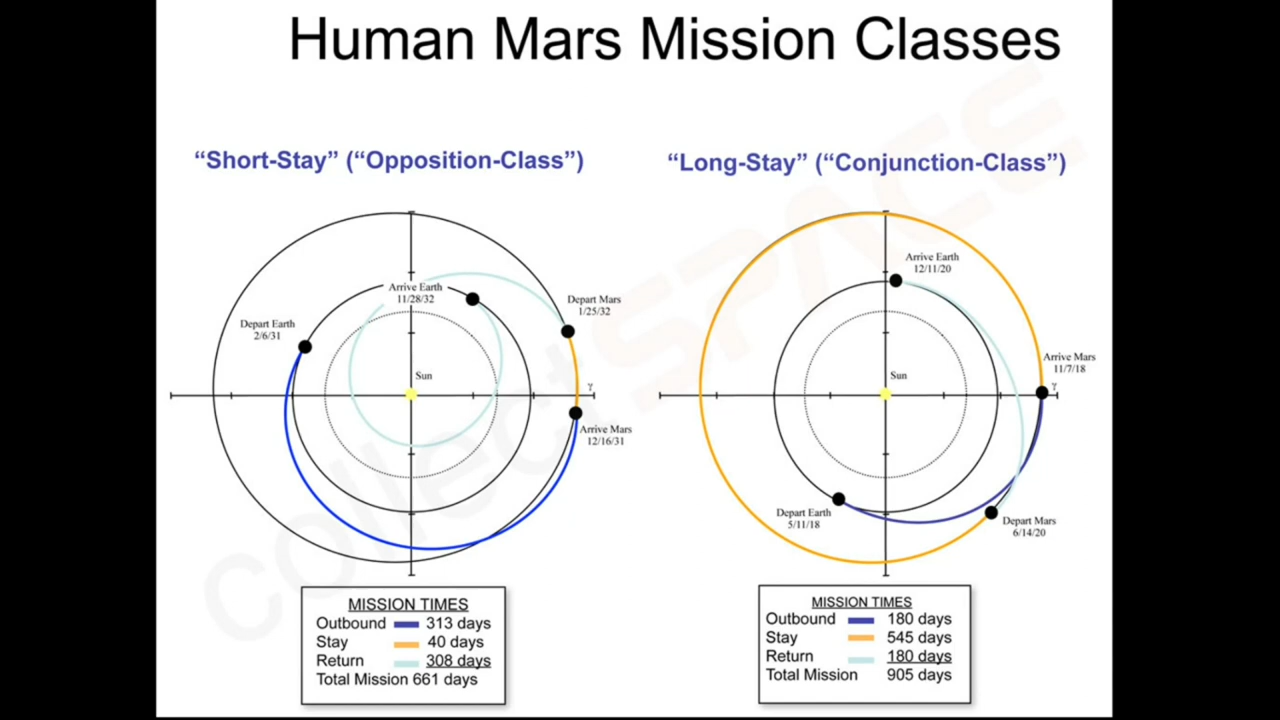 Human Mars Mission Classes
“Short-Stay” (“Opposition-Class”)
Arrive Earth
11/28/32
Depart Mars
1/25/32
Depart Earth
2/6/31
Sun
γ
Arrive Mars
12/16/31
MISSION TIMES
Outbound 313 days
Stay 40 days
Return 308 days
Total Mission 661 days
“Long-Stay” (“Conjunction-Class”)
Arrive Earth
12/11/20
Arrive Mars
11/7/18
Sun
γ
Depart Earth
5/11/18
Depart Mars
6/14/20
MISSION TIMES
Outbound 180 days
Stay 545 days
Return 180 days
Total Mission 905 days
collectSPACE